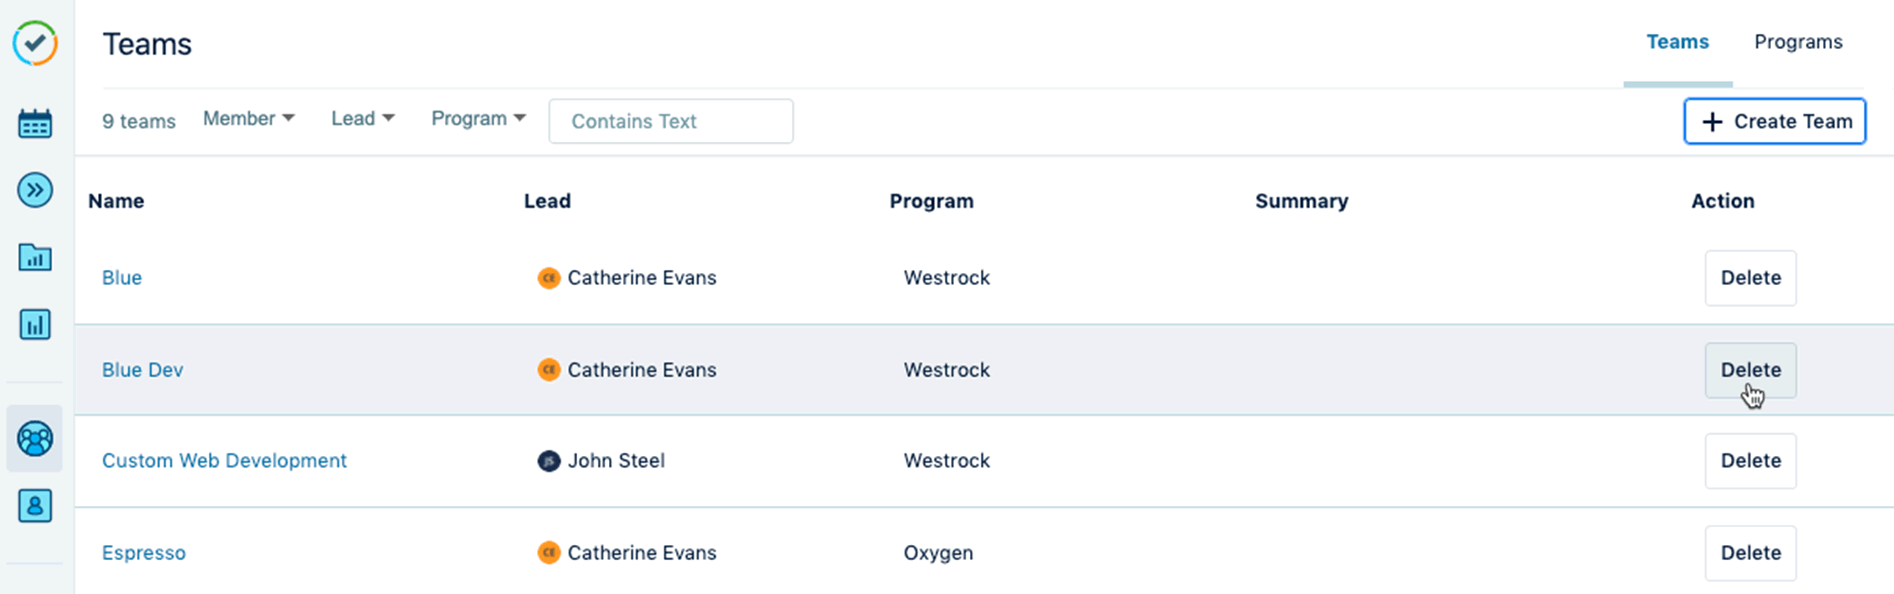 Teams
Teams Programs
9 teams Member Lead Program Contains Text + Create Team
Name Lead Program Summary Action
Blue CE Catherine Evans Westrock Delete
Blue Dev CE Catherine Evans Westrock Delete
Custom Web Development JS John Steel Westrock Delete
Espresso CE Catherine Evans Oxygen Delete